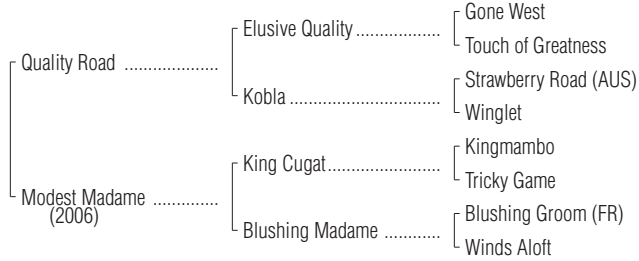 Gone West
Elusive Quality ..................
Touch of Greatness
Quality Road ....................
Strawberry Road (AUS)
Kobla ................................
Winglet
Kingmambo
King Cugat........................
Tricky Game
Modest Madame ..............
(2006)
Blushing Groom (FR)
Blushing Madame ............
Winds Aloft